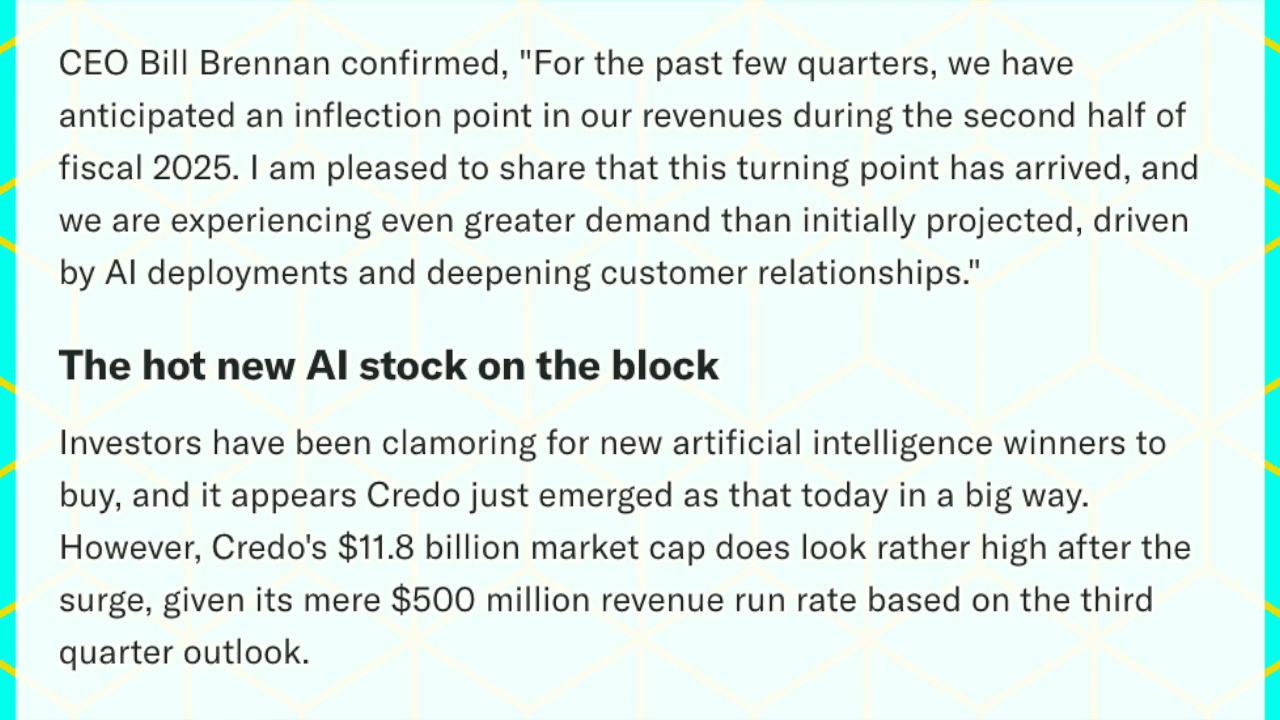 CEO Bill Brennan confirmed, "For the past few quarters, we have
anticipated an inflection point in our revenues during the second half of
fiscal 2025. I am pleased to share that this turning point has arrived, and
we are experiencing even greater demand than initially projected, driven
by AI deployments and deepening customer relationships."
The hot new AI stock on the block
Investors have been clamoring for new artificial intelligence winners to
buy, and it appears Credo just emerged as that today in a big way.
However, Credo's $11.8 billion market cap does look rather high after the
surge, given its mere $500 million revenue run rate based on the third
quarter outlook.